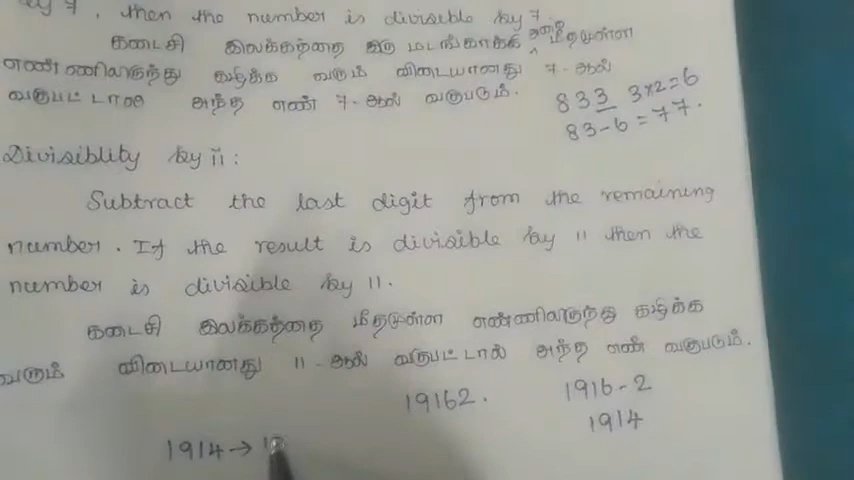 by 7, then the number is divisible by 7.
கடைசி இலக்கத்தை இரு மடங்காக்கி அதை மீதமுள்ள
எண்ணிலிருந்து கழிக்க வரும் விடையானது 7-ஆல்
வகுபட்டால் அந்த எண் 7-ஆல் வகுபடும்.
833 3×2=6
83-6=77.
Divisiblity by 11:
Subtract the last digit from the remaining
number. If the result is divisible by 11 then the
number is divisible by 11.
கடைசி இலக்கத்தை மீதமுள்ள எண்ணிலிருந்து கழிக்க
வரும் விடையானது 11-ஆல் வகுபட்டால் அந்த எண் வகுபடும்.
19162. 1916-2
1914
1914→